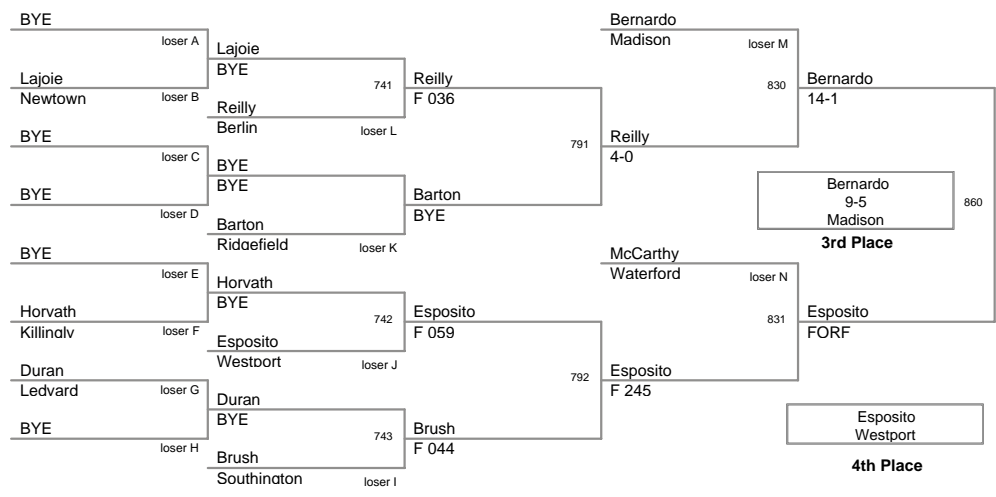 BYE
loser A
Lajoie
BYE
Lajoie
Newtown
loser B
741
Reilly
F 036
Reilly
Berlin
loser L
BYE
loser C
BYE
BYE
BYE
loser D
Barton
Ridgefield
loser K
Barton
BYE
791
Reilly
4-0
Bernardo
Madison
loser M
830
Bernardo
14-1
BYE
loser E
Horvath
BYE
Horvath
Killingly
loser F
742
Esposito
F 059
Esposito
Westport
loser J
Duran
Ledyard
loser G
Duran
BYE
BYE
loser H
743
Brush
F 044
Brush
Southington
loser I
792
Esposito
F 245
McCarthy
Waterford
loser N
831
Esposito
FORF
860
Bernardo
9-5
Madison
3rd Place
Esposito
Westport
4th Place